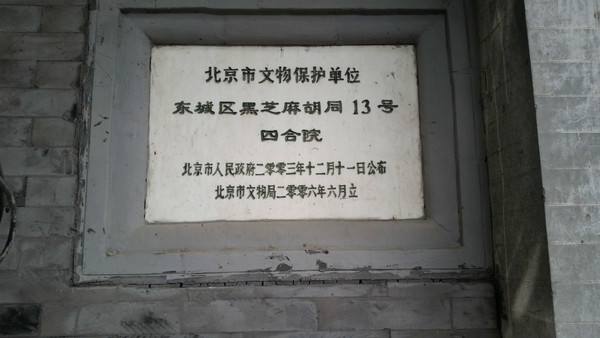 北京市文物保护单位
东城区黑芝麻胡同13号
四合院
北京市人民政府二零零三年十二月十一日公布
北京市文物局二零零六年六月立